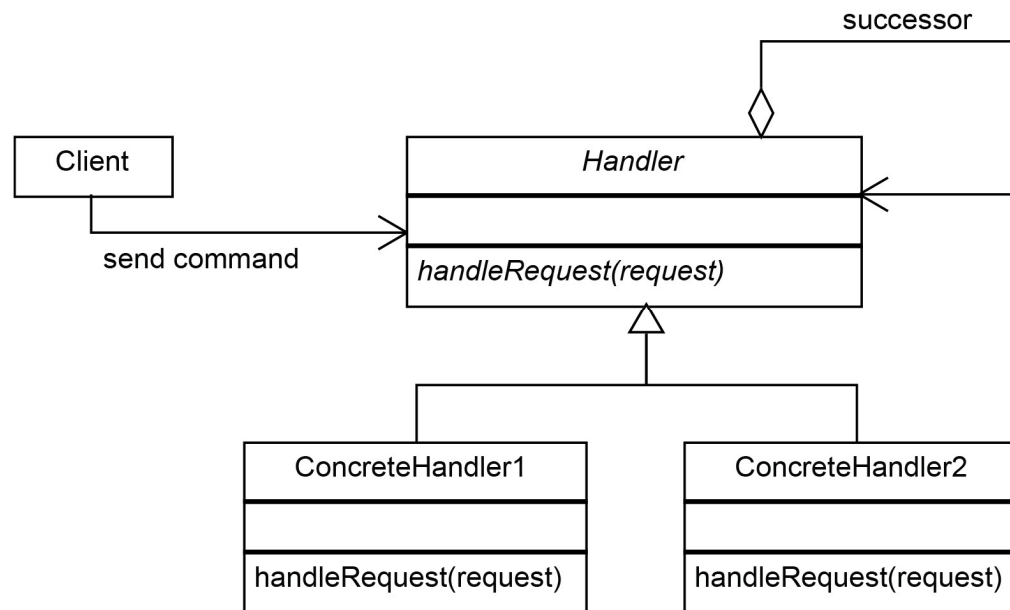 successor
Client
Handler
send command
handleRequest(request)
ConcreteHandler1
ConcreteHandler2
handleRequest(request)
handleRequest(request)